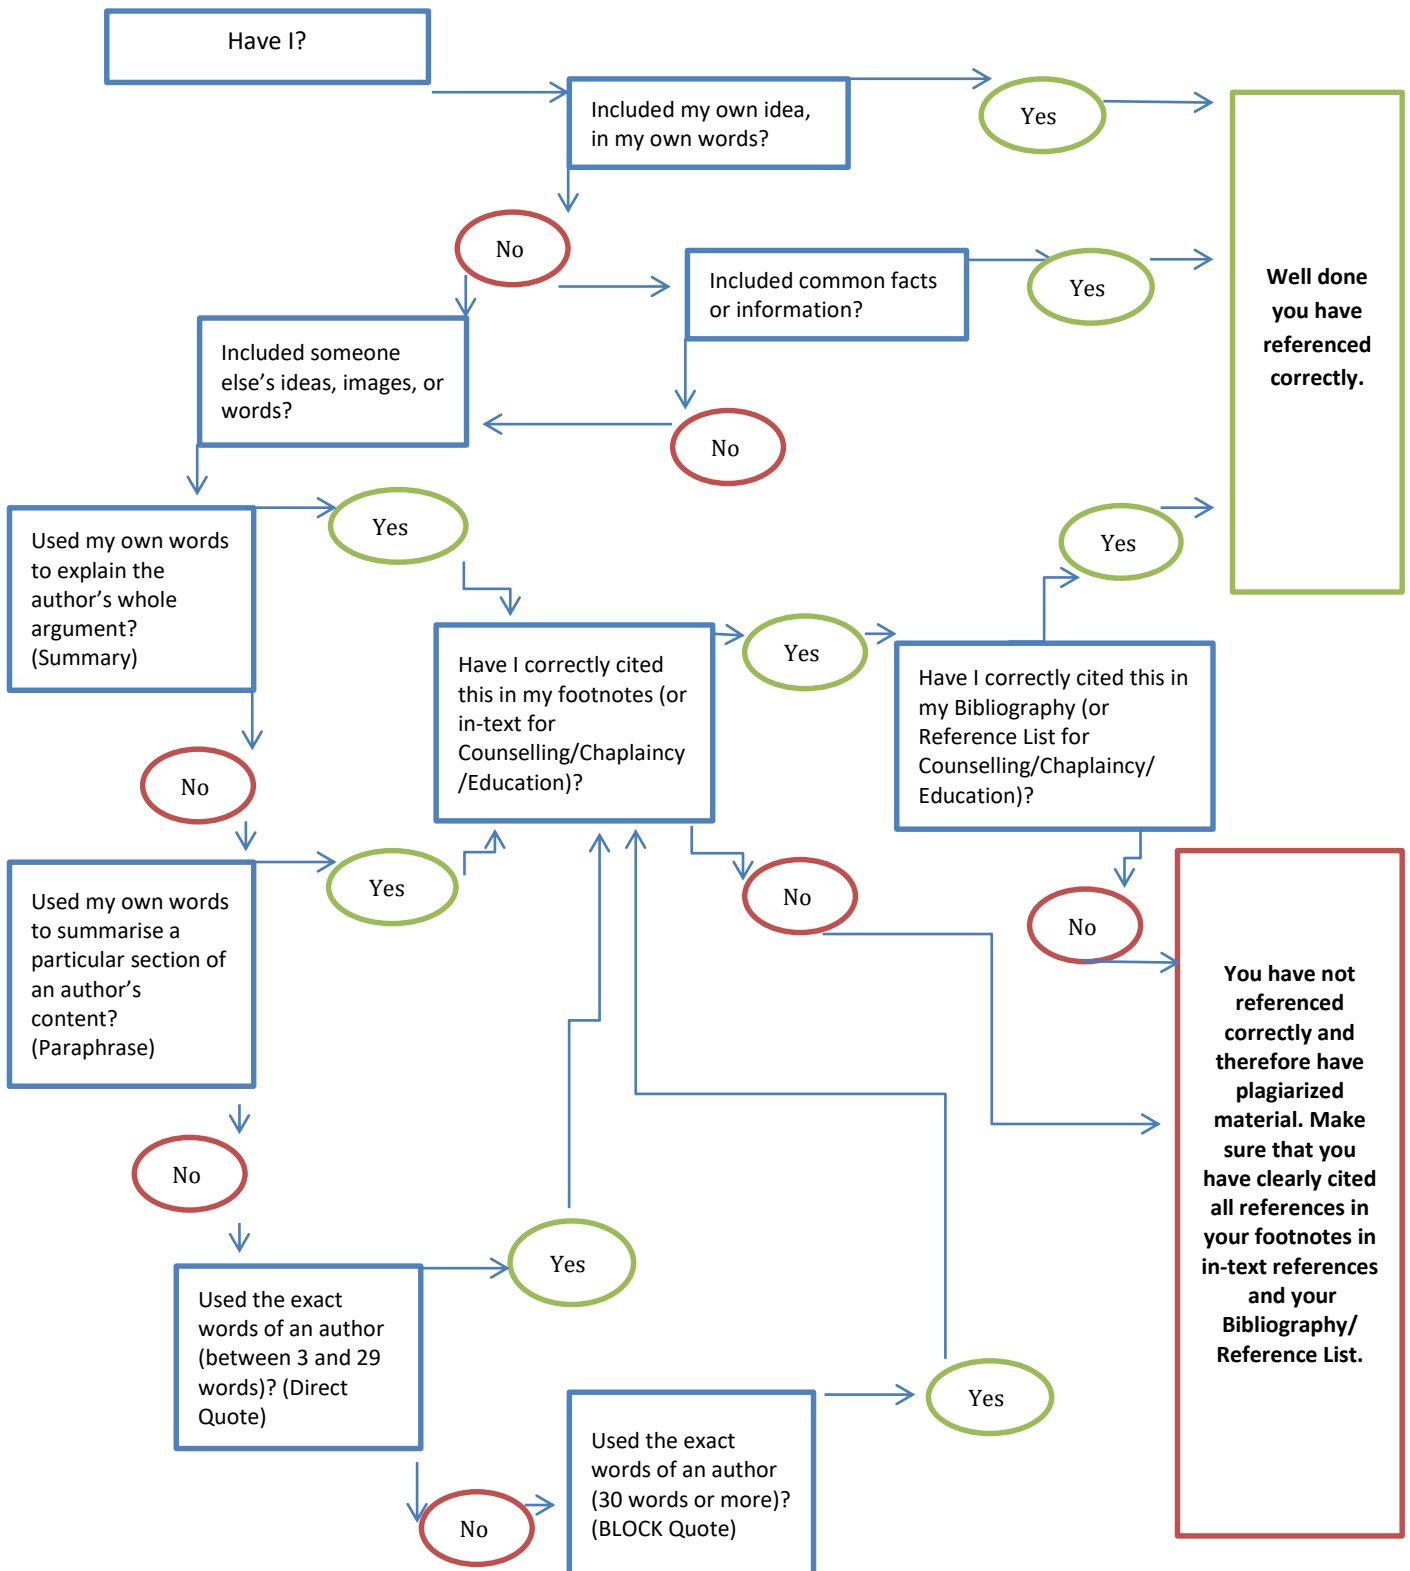 Have I?
Included my own idea,
in my own words?
Yes
No
Included common facts
or information?
Yes
Well done
you have
referenced
correctly.
Included someone
else’s ideas, images, or
words?
No
Used my own words
to explain the
author’s whole
argument?
(Summary)
Yes
Yes
Have I correctly cited
this in my footnotes (or
in-text for
Counselling/Chaplaincy
/Education)?
Yes
Have I correctly cited this in
my Bibliography (or
Reference List for
Counselling/Chaplaincy/
Education)?
No
Used my own words
to summarise a
particular section of
an author’s
content?
(Paraphrase)
Yes
No
No
You have not
referenced
correctly and
therefore have
plagiarized
material. Make
sure that you
have clearly cited
all references in
your footnotes in
in-text references
and your
Bibliography/
Reference List.
No
Used the exact
words of an author
(between 3 and 29
words)? (Direct
Quote)
Yes
No
Used the exact
words of an author
(30 words or more)?
(BLOCK Quote)
Yes